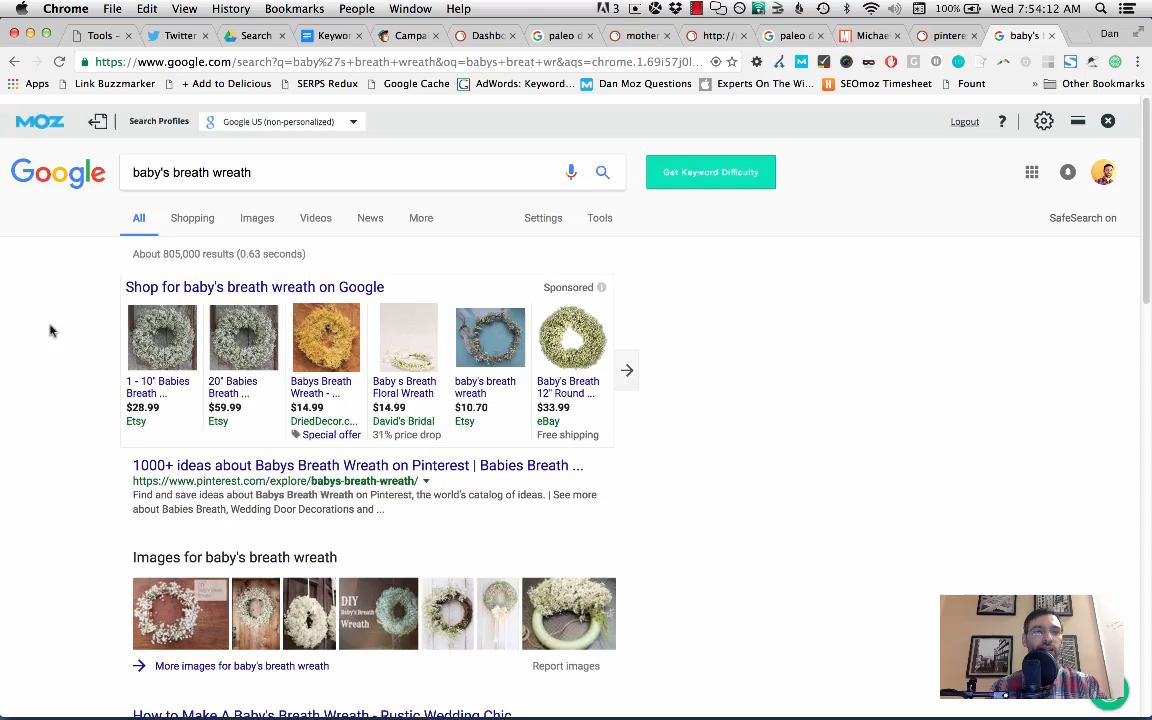 Chrome File Edit View History Bookmarks People Window Help
3 100% Wed 7:54:12 AM
Tools - Twitter Search Keywor Campa Dashbo paleo d mother http:// paleo d Michae pintere baby's Dan
https://www.google.com/search?q=baby%27s+breath+wreath&oq=babys+breat+wr&aqs=chrome.1.69i57j0l...
Apps Link Buzzmarker + Add to Delicious SERPS Redux Google Cache AdWords: Keyword... Dan Moz Questions Experts On The Wi... SEOmoz Timesheet Fount » Other Bookmarks
MOZ Search Profiles Google US (non-personalized) Logout ?
Google baby's breath wreath Get Keyword Difficulty
All Shopping Images Videos News More Settings Tools SafeSearch on
About 805,000 results (0.63 seconds)
Shop for baby's breath wreath on Google Sponsored
1 - 10" Babies Breath ...
$28.99
Etsy
20" Babies Breath ...
$59.99
Etsy
Babys Breath Wreath - ...
$14.99
DriedDecor.c...
Special offer
Baby s Breath Floral Wreath
$14.99
David's Bridal
31% price drop
baby's breath wreath
$10.70
Etsy
Baby's Breath 12" Round ...
$33.99
eBay
Free shipping
1000+ ideas about Babys Breath Wreath on Pinterest | Babies Breath ...
https://www.pinterest.com/explore/babys-breath-wreath/
Find and save ideas about Babys Breath Wreath on Pinterest, the world's catalog of ideas. | See more
about Babies Breath, Wedding Door Decorations and ...
Images for baby's breath wreath
DIY
Baby's Breath
Wreath
More images for baby's breath wreath Report images
How to Make A Baby's Breath Wreath - Rustic Wedding Chic